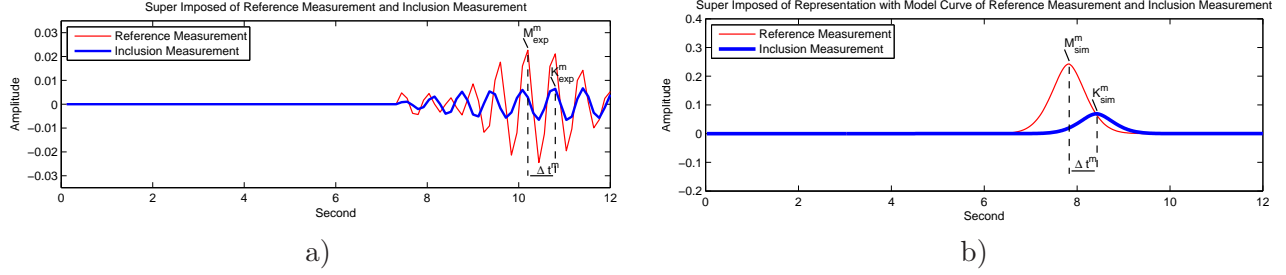 Super Imposed of Reference Measurement and Inclusion Measurement
0.03
0.02
0.01
0
−0.01
−0.02
−0.03
Amplitude
Reference Measurement
Inclusion Measurement
M^m_exp
K^m_exp
Δ t^m
0 2 4 6 8 10 12
Second
a)
Super Imposed of Representation with Model Curve of Reference Measurement and Inclusion Measurement
0.4
0.3
0.2
0.1
0
−0.1
−0.2
Amplitude
Reference Measurement
Inclusion Measurement
M^m_sim
K^m_sim
Δ t^m
0 2 4 6 8 10 12
Second
b)